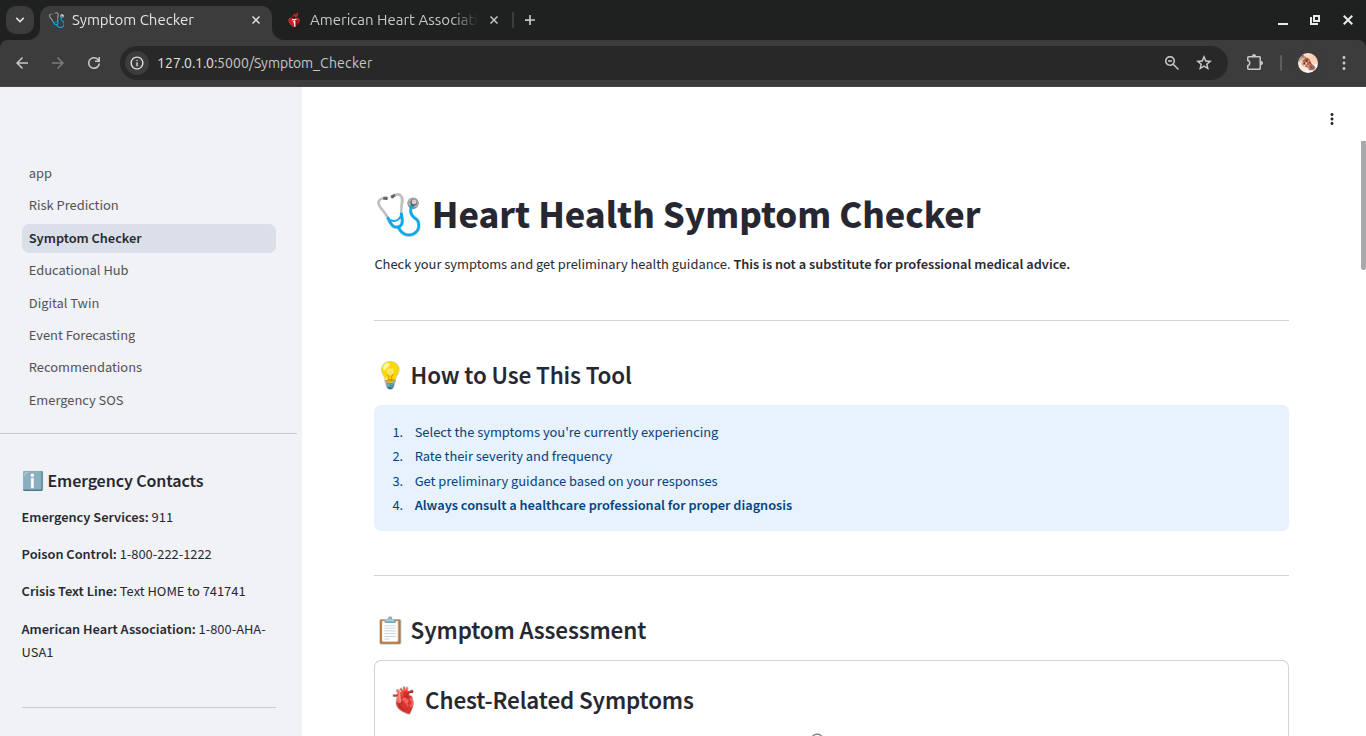 Symptom Checker
American Heart Associat
127.0.1.0:5000/Symptom_Checker
app
Risk Prediction
Symptom Checker
Educational Hub
Digital Twin
Event Forecasting
Recommendations
Emergency SOS
Emergency Contacts
Emergency Services: 911
Poison Control: 1-800-222-1222
Crisis Text Line: Text HOME to 741741
American Heart Association: 1-800-AHA-
USA1
Heart Health Symptom Checker
Check your symptoms and get preliminary health guidance. This is not a substitute for professional medical advice.
How to Use This Tool
1. Select the symptoms you're currently experiencing
2. Rate their severity and frequency
3. Get preliminary guidance based on your responses
4. Always consult a healthcare professional for proper diagnosis
Symptom Assessment
Chest-Related Symptoms